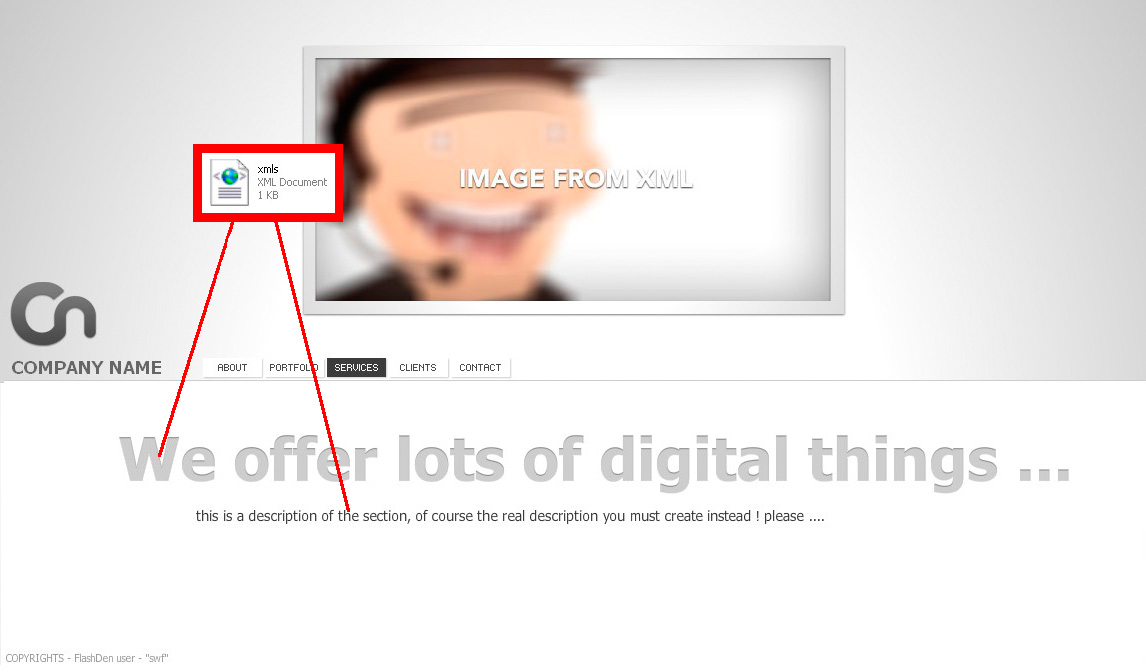 xmls
XML Document
1 KB
IMAGE FROM XML
Cn
COMPANY NAME
ABOUT PORTFOLIO SERVICES CLIENTS CONTACT
We offer lots of digital things ...
this is a description of the section, of course the real description you must create instead ! please ....
COPYRIGHTS - FlashDen user - "swf"